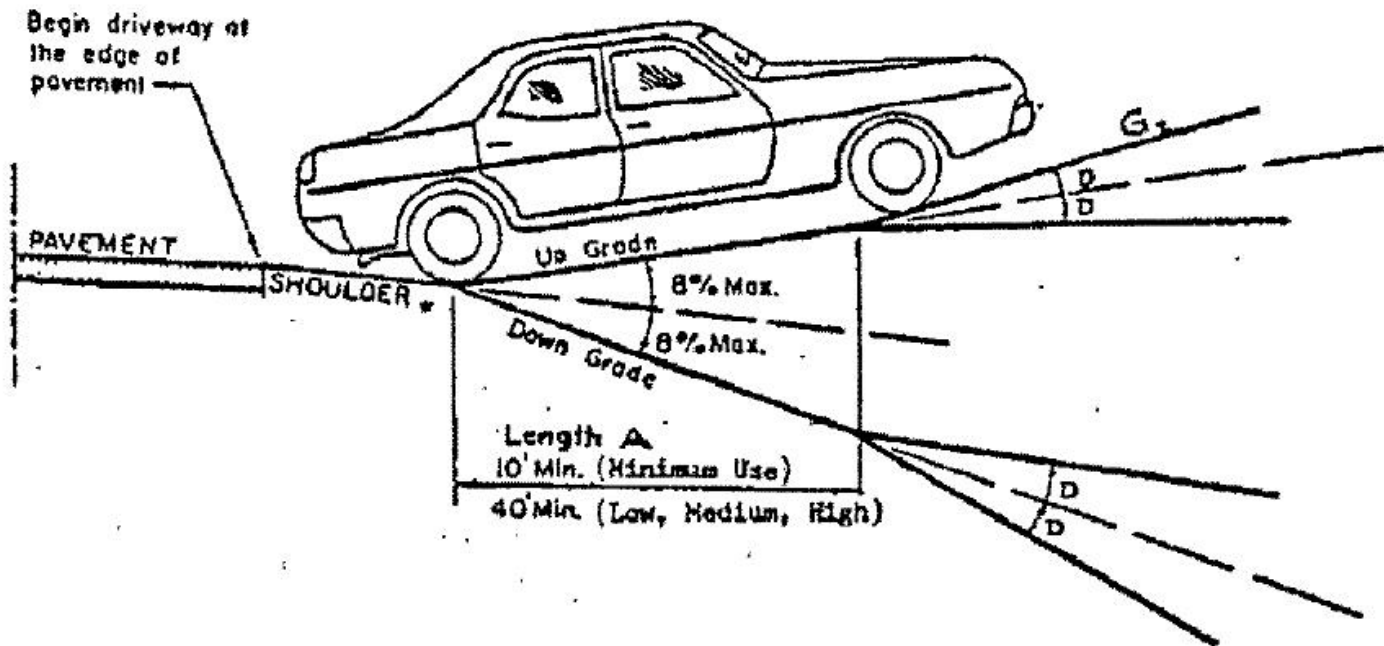 Begin driveway at
the edge of
pavement
G₂
D
D
PAVEMENT
SHOULDER *
Up Grade
8% Max.
8% Max.
Down Grade
Length A
10' Min. (Minimum Use)
40' Min. (Low, Medium, High)
D
D